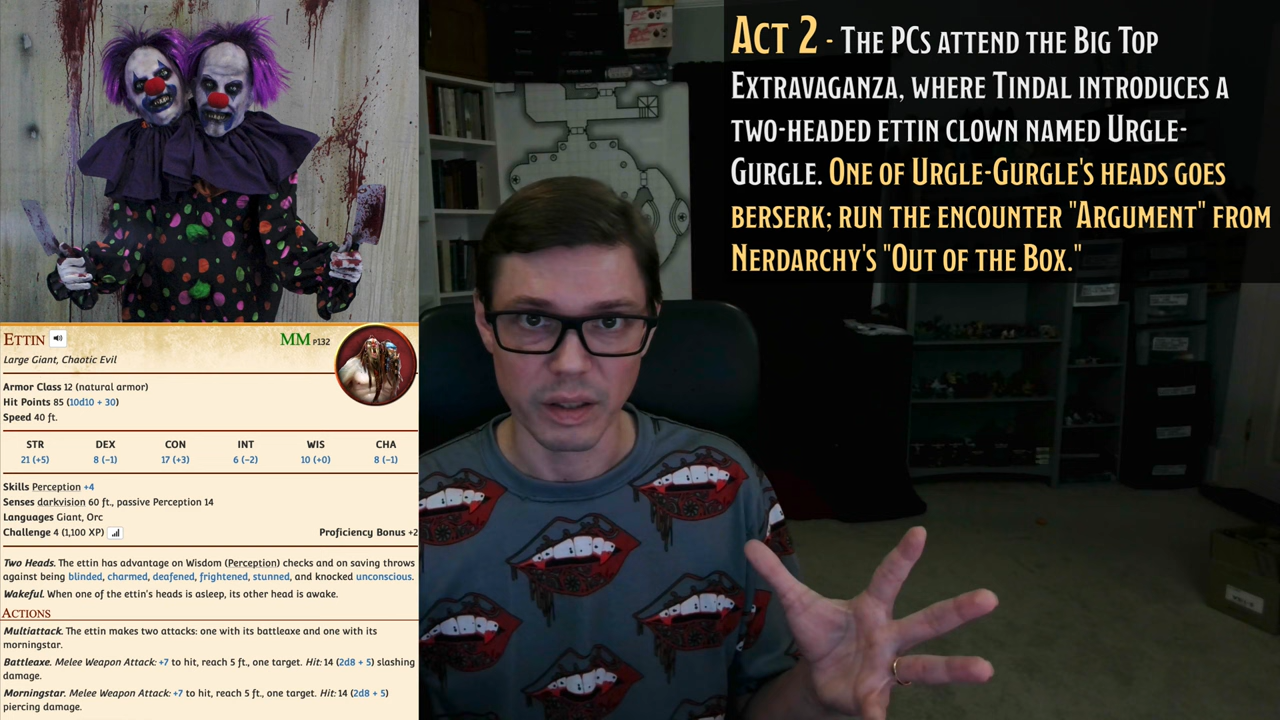 Act 2 - The PCs attend the Big Top
Extravaganza, where Tindal introduces a
two-headed ettin clown named Urgle-
Gurgle. One of Urgle-Gurgle's heads goes
berserk; run the encounter "Argument" from
Nerdarchy's "Out of the Box."
Ettin
MM P132
Large Giant, Chaotic Evil
Armor Class 12 (natural armor)
Hit Points 85 (10d10 + 30)
Speed 40 ft.
STR DEX CON INT WIS CHA
21 (+5) 8 (−1) 17 (+3) 6 (−2) 10 (+0) 8 (−1)
Skills Perception +4
Senses darkvision 60 ft., passive Perception 14
Languages Giant, Orc
Challenge 4 (1,100 XP) Proficiency Bonus +2
Two Heads. The ettin has advantage on Wisdom (Perception) checks and on saving throws
against being blinded, charmed, deafened, frightened, stunned, and knocked unconscious.
Wakeful. When one of the ettin's heads is asleep, its other head is awake.
Actions
Multiattack. The ettin makes two attacks: one with its battleaxe and one with its
morningstar.
Battleaxe. Melee Weapon Attack: +7 to hit, reach 5 ft., one target. Hit: 14 (2d8 + 5) slashing
damage.
Morningstar. Melee Weapon Attack: +7 to hit, reach 5 ft., one target. Hit: 14 (2d8 + 5)
piercing damage.